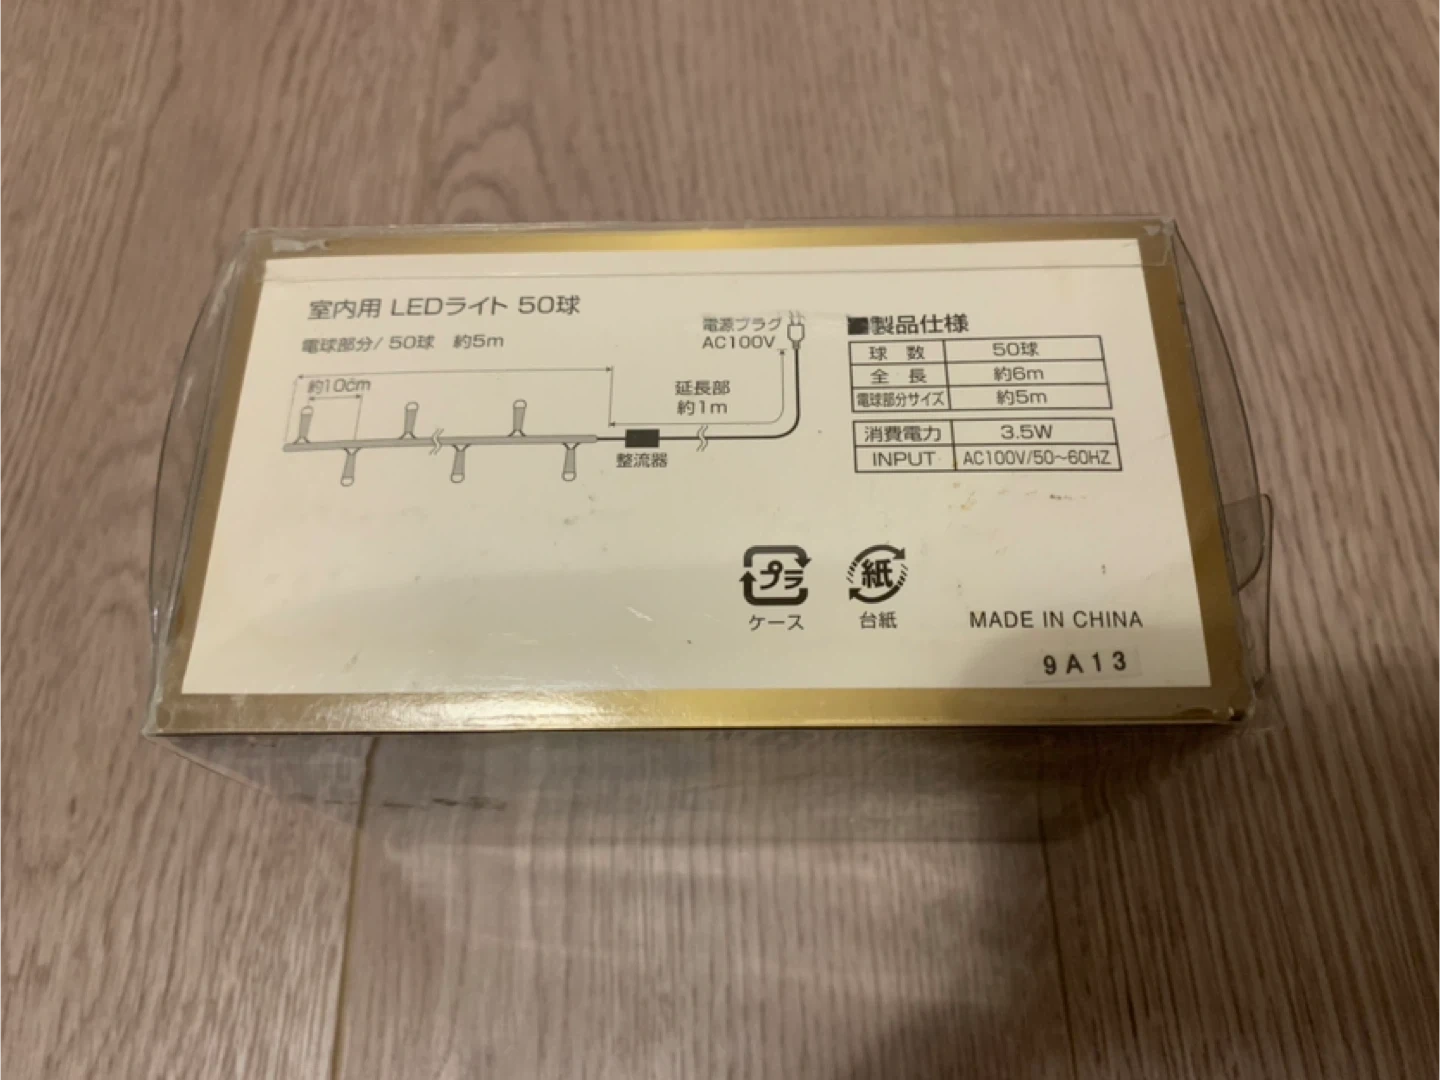 室内用 LEDライト 50球
電球部分/ 50球 約5m
約10cm
電源プラグ
AC100V
延長部
約1m
整流器
■製品仕様
球 数 50球
全 長 約6m
電球部分サイズ 約5m
消費電力 3.5W
INPUT AC100V/50~60HZ
プラ
ケース
紙
台紙
MADE IN CHINA
9A13